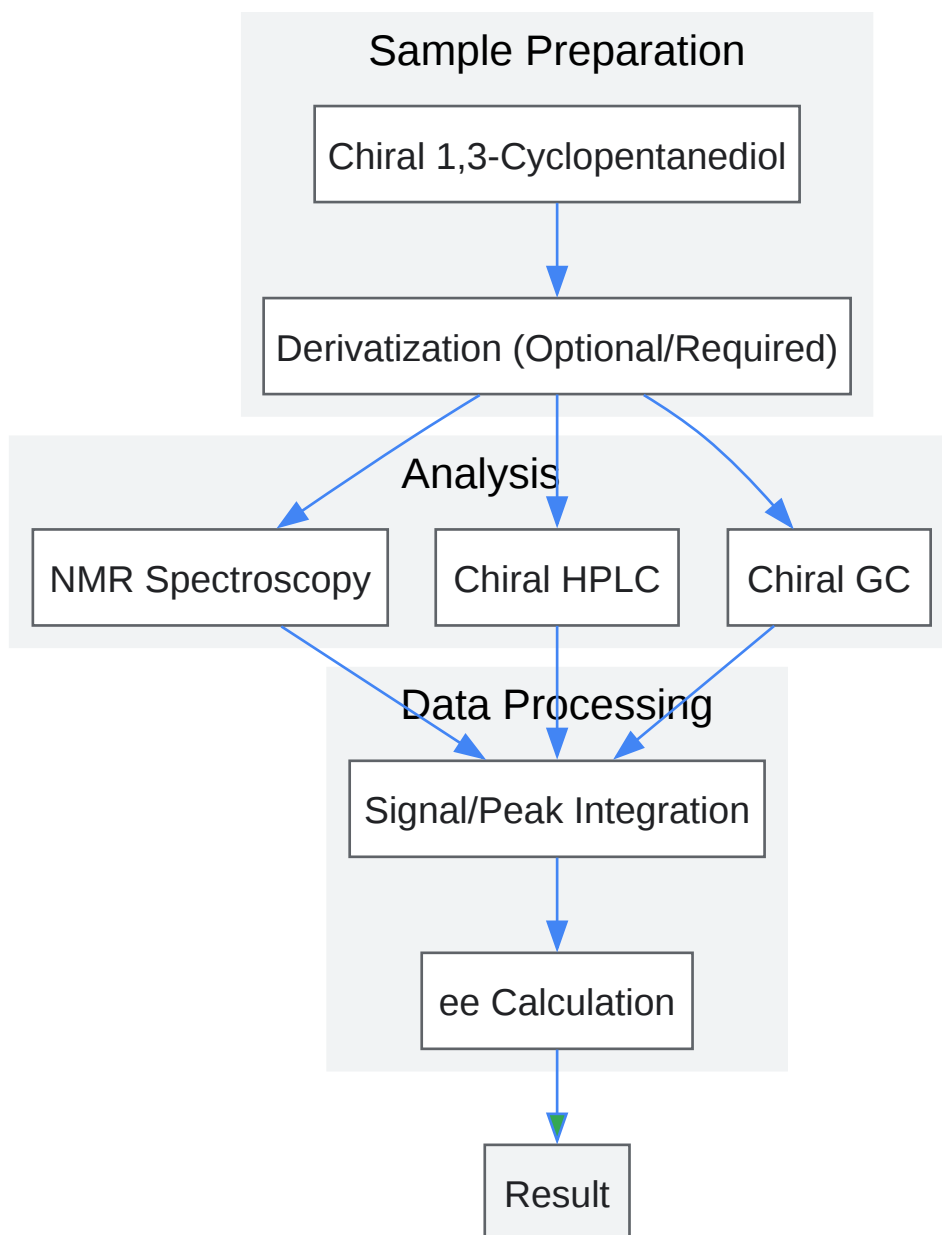 Sample Preparation
Chiral 1,3-Cyclopentanediol
Derivatization (Optional/Required)
Analysis
NMR Spectroscopy
Chiral HPLC
Chiral GC
Data Processing
Signal/Peak Integration
ee Calculation
Result